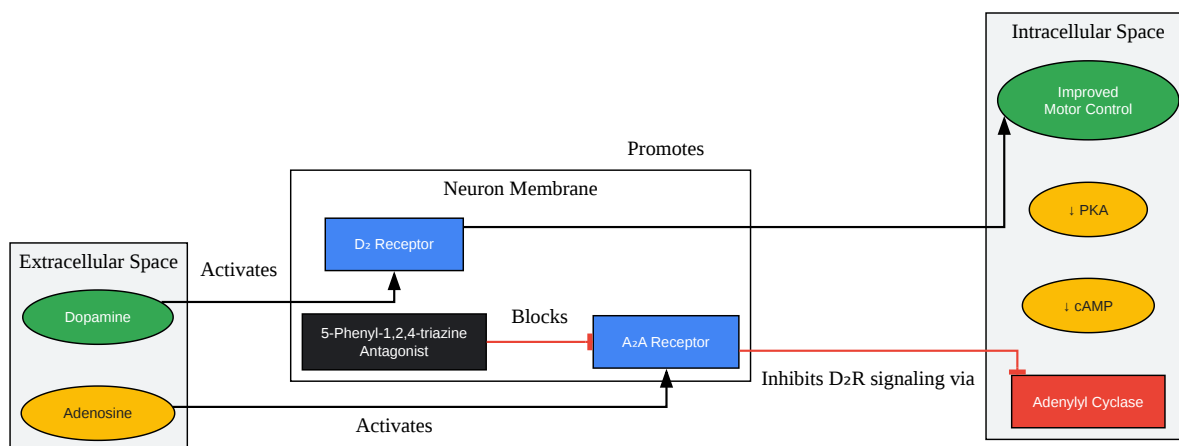 Intracellular Space
Improved
Motor Control
Promotes
Neuron Membrane
↓ PKA
D₂ Receptor
Extracellular Space
Activates
Dopamine
↓ cAMP
5-Phenyl-1,2,4-triazine
Antagonist
Blocks
A₂A Receptor
Inhibits D₂R signaling via
Adenylyl Cyclase
Adenosine
Activates